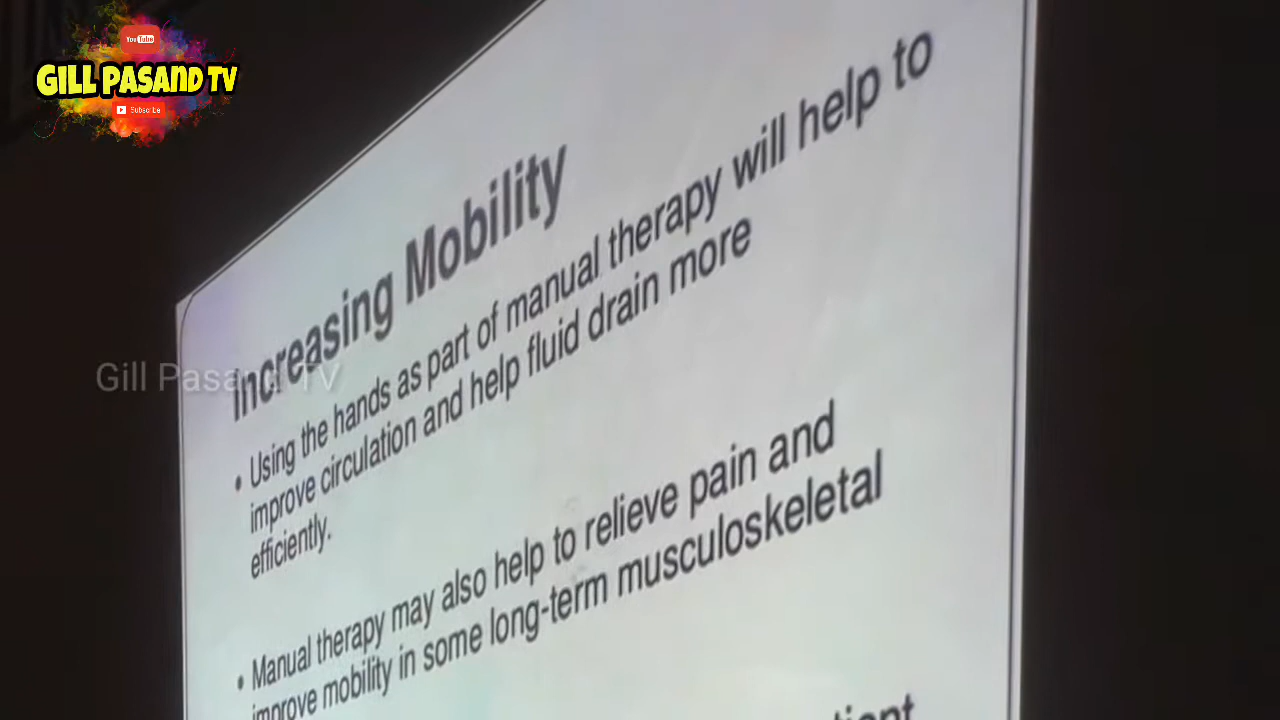 YouTube
GILL PASAND TV
Subscribe
Increasing Mobility
• Using the hands as part of manual therapy will help to
improve circulation and help fluid drain more
efficiently.
Gill Pasand TV
• Manual therapy may also help to relieve pain and
improve mobility in some long-term musculoskeletal